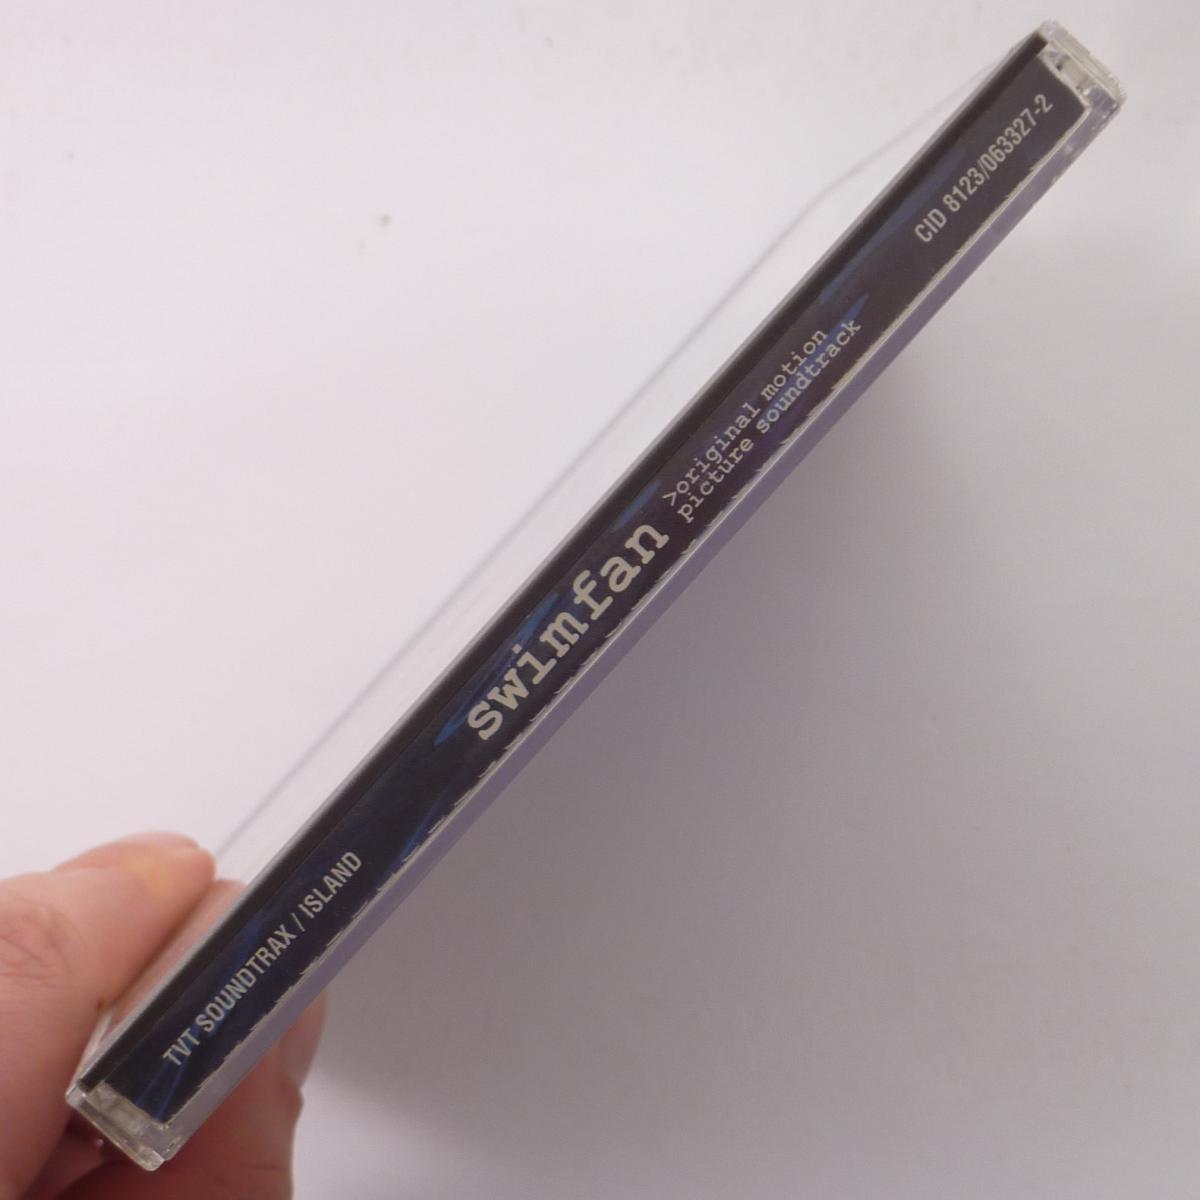 TVT SOUNDTRAX / ISLAND
swimfan
>original motion
picture soundtrack
CID 8123/063327-2